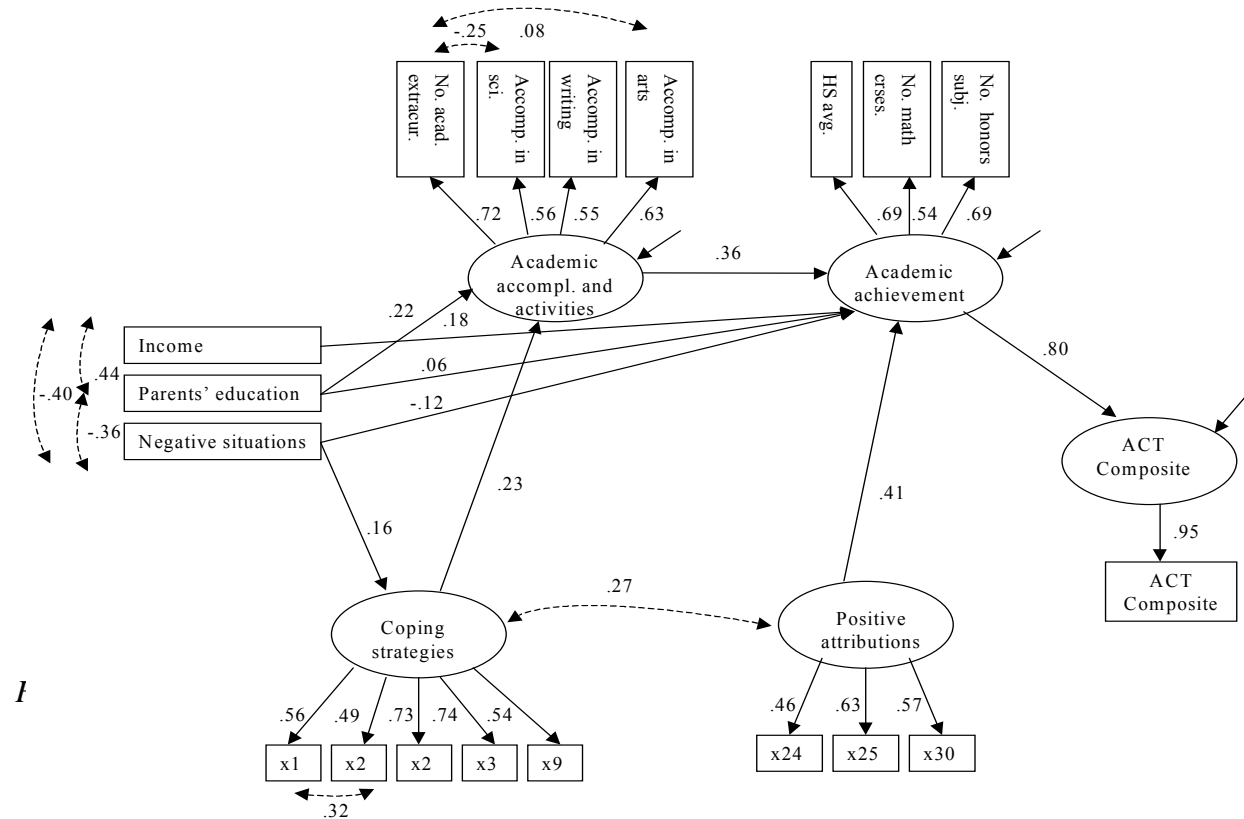 -.25 .08
No. acad.
extracur.
Accomp. in
sci.
Accomp. in
writing
Accomp. in
arts
HS avg.
No. math
crses.
No. honors
subj.
.72 .56 .55 .63
.69 .54 .69
Academic
accompl. and
activities
.36
Academic
achievement
.22
.18
Income
.06
.80
-.40
.44
Parents’ education
-.12
-.36
Negative situations
ACT
Composite
.23
.41
.16
.95
ACT
Composite
.27
Coping
strategies
Positive
attributions
.56 .49 .73 .74 .54
.46 .63 .57
x1 x2 x2 x3 x9
x24 x25 x30
.32